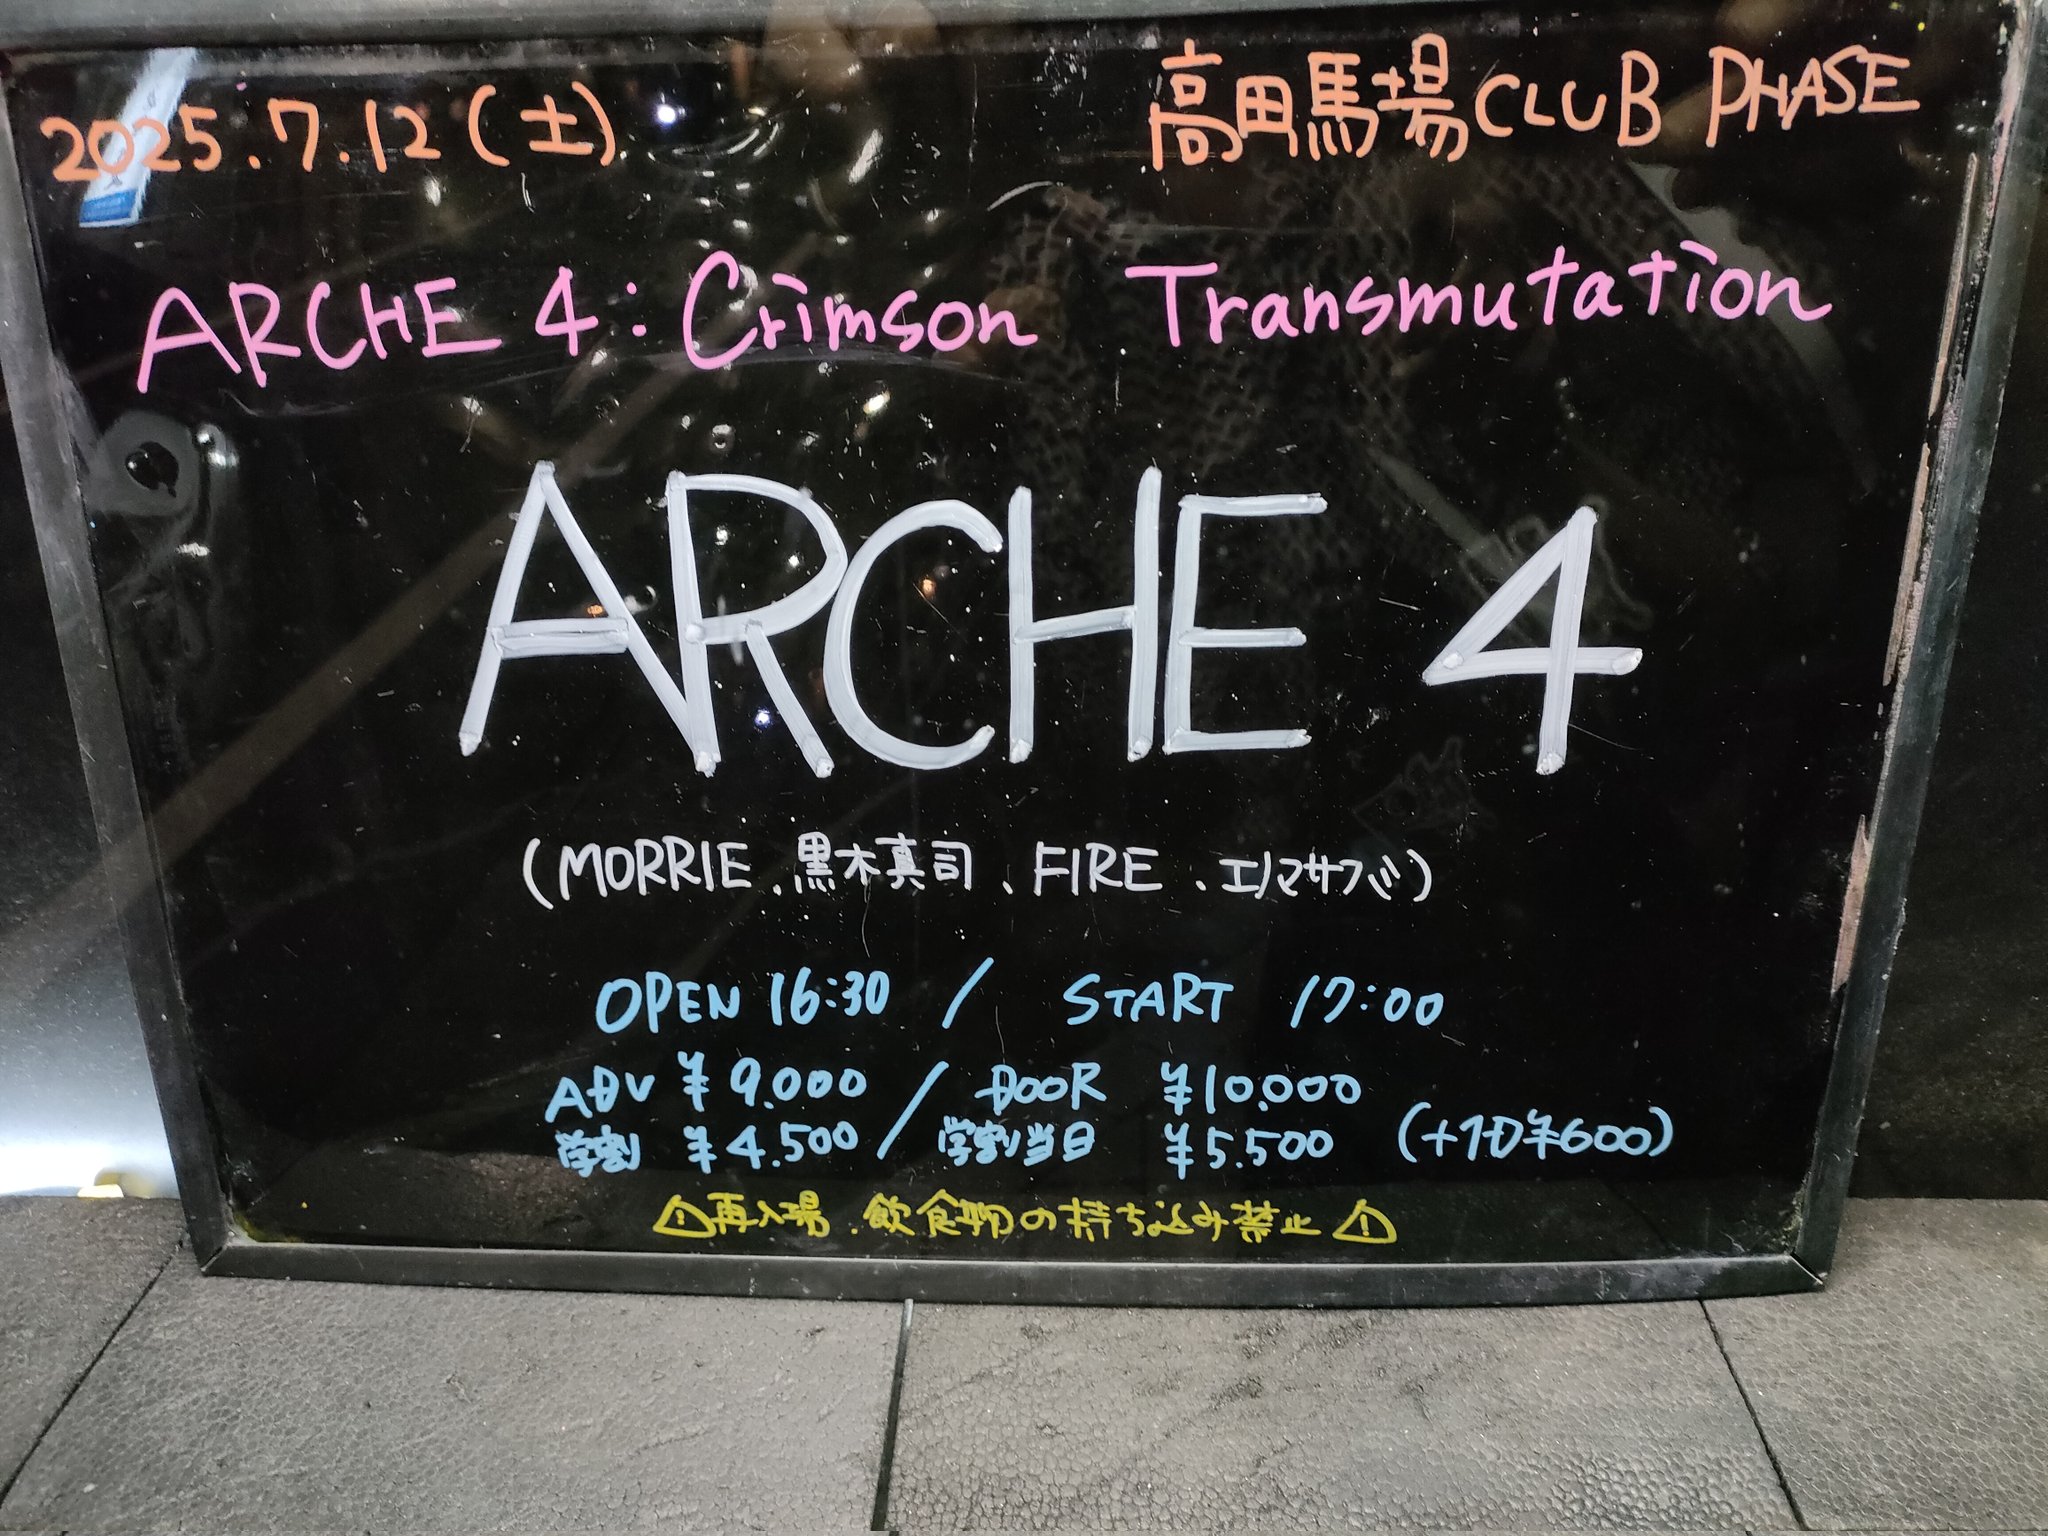 2025.7.12(土)
高田馬場CLUB PHASE
ARCHE 4: Crimson Transmutation
ARCHE 4
(MORRIE、黒木真司、FIRE、エノマサフミ)
OPEN 16:30 / START 17:00
ADV ¥9.000 / DOOR ¥10.000
学割 ¥4.500 / 学割当日 ¥5.500 (+1D¥600)
⚠再入場、飲食物の持ち込み禁止⚠